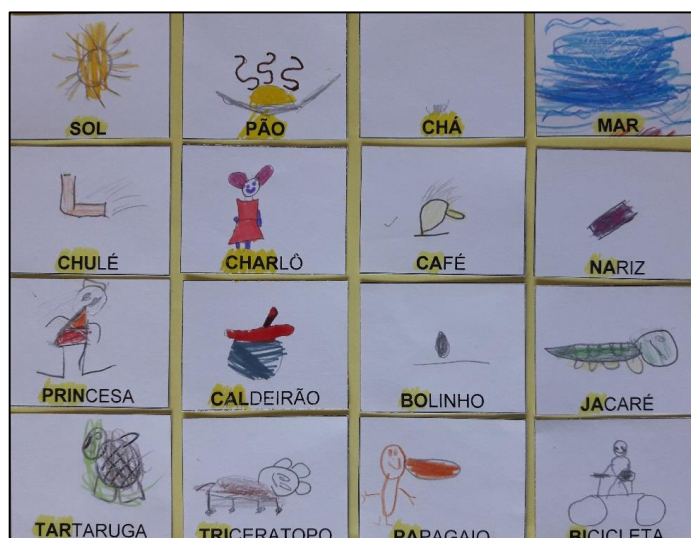 SOL
PÃO
CHÁ
MAR
CHULÉ
CHARLÔ
CAFÉ
NARIZ
PRINCESA
CALDEIRÃO
BOLINHO
JACARÉ
TARTARUGA
TRICERATOPO
PAPAGAIO
BICICLETA